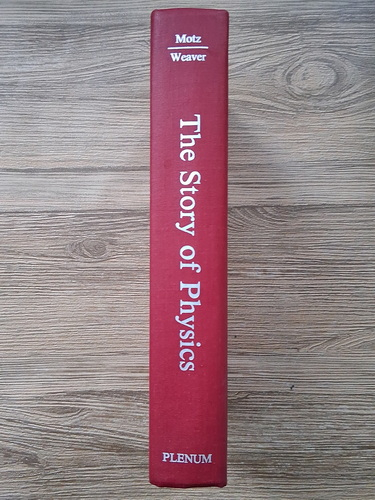 Motz
Weaver
The Story of Physics
PLENUM